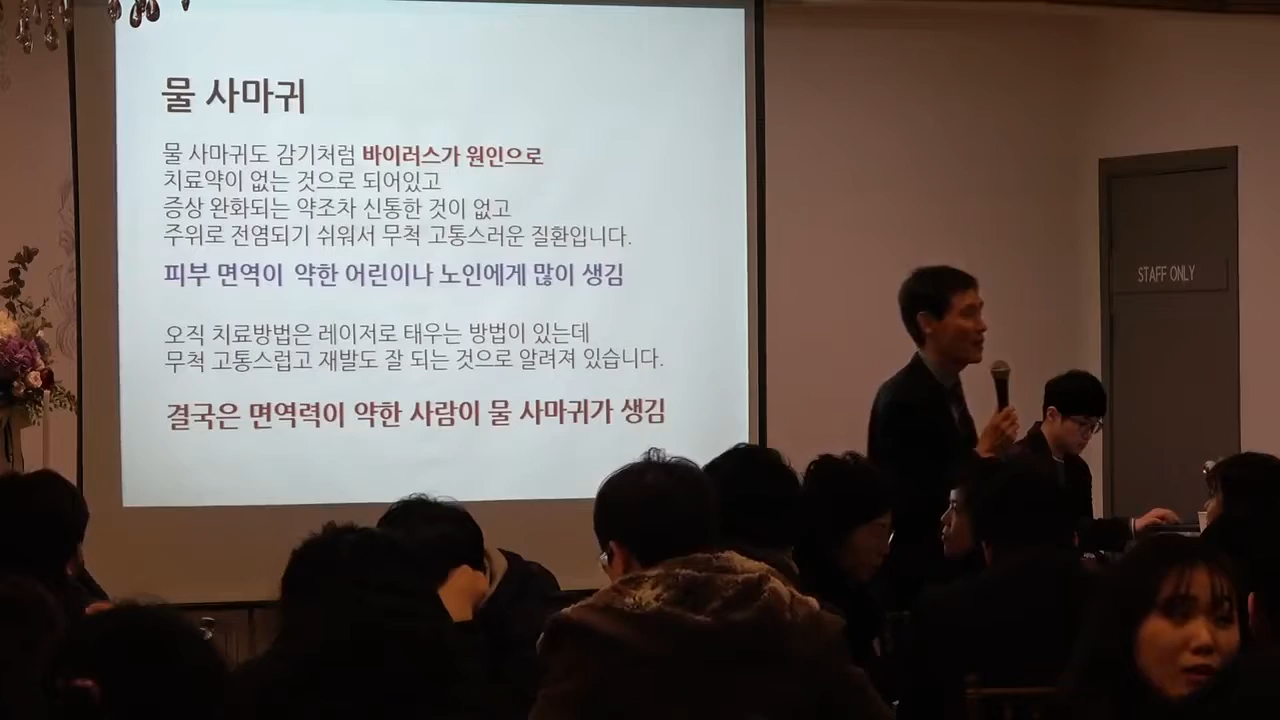 물 사마귀
물 사마귀도 감기처럼 바이러스가 원인으로
치료약이 없는 것으로 되어있고
증상 완화되는 약조차 신통한 것이 없고
주위로 전염되기 쉬워서 무척 고통스러운 질환입니다.
피부 면역이 약한 어린이나 노인에게 많이 생김
오직 치료방법은 레이저로 태우는 방법이 있는데
무척 고통스럽고 재발도 잘 되는 것으로 알려져 있습니다.
결국은 면역력이 약한 사람이 물 사마귀가 생김
STAFF ONLY